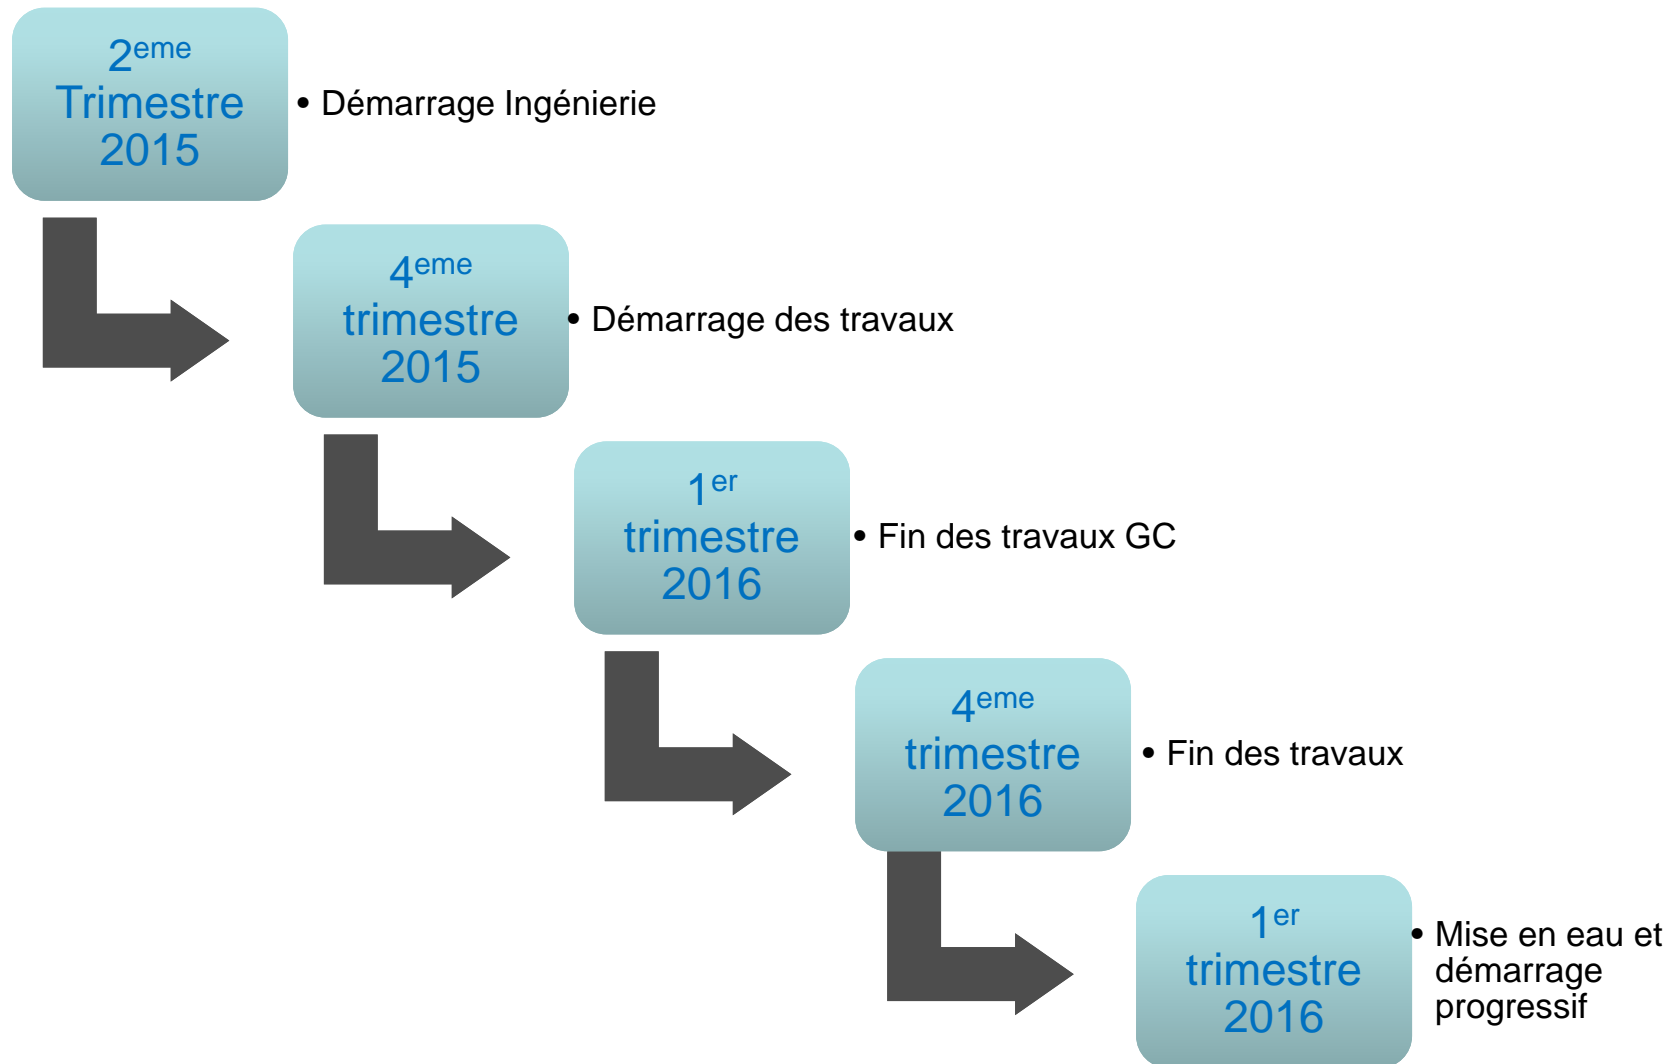 2eme
Trimestre
2015
• Démarrage Ingénierie
4eme
trimestre
2015
• Démarrage des travaux
1er
trimestre
2016
• Fin des travaux GC
4eme
trimestre
2016
• Fin des travaux
1er
trimestre
2016
• Mise en eau et
démarrage
progressif